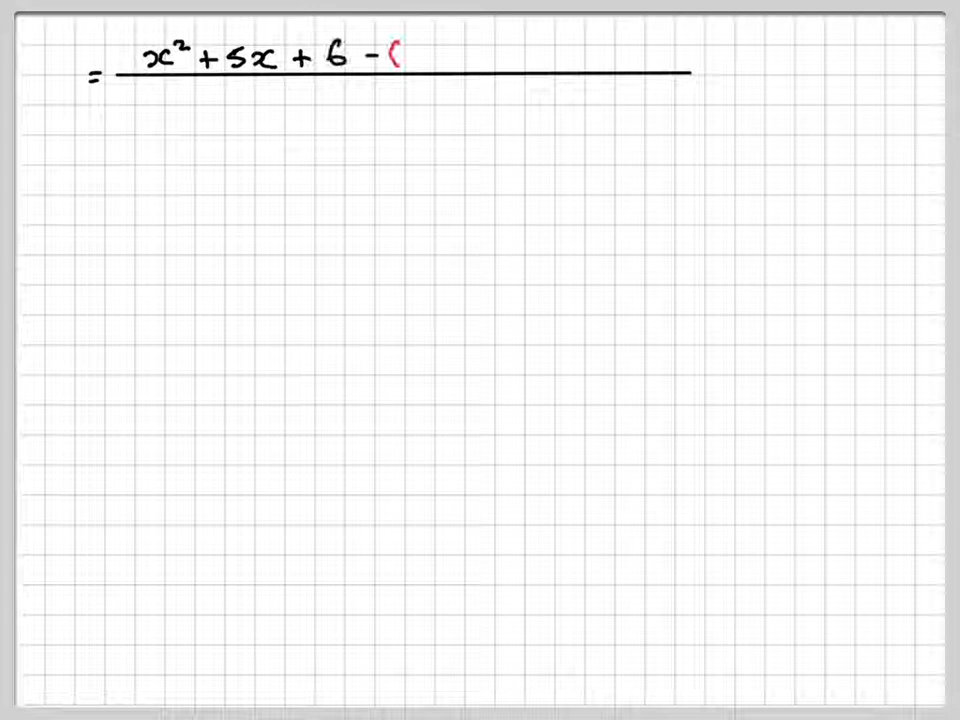 = x² + 5x + 6 - (